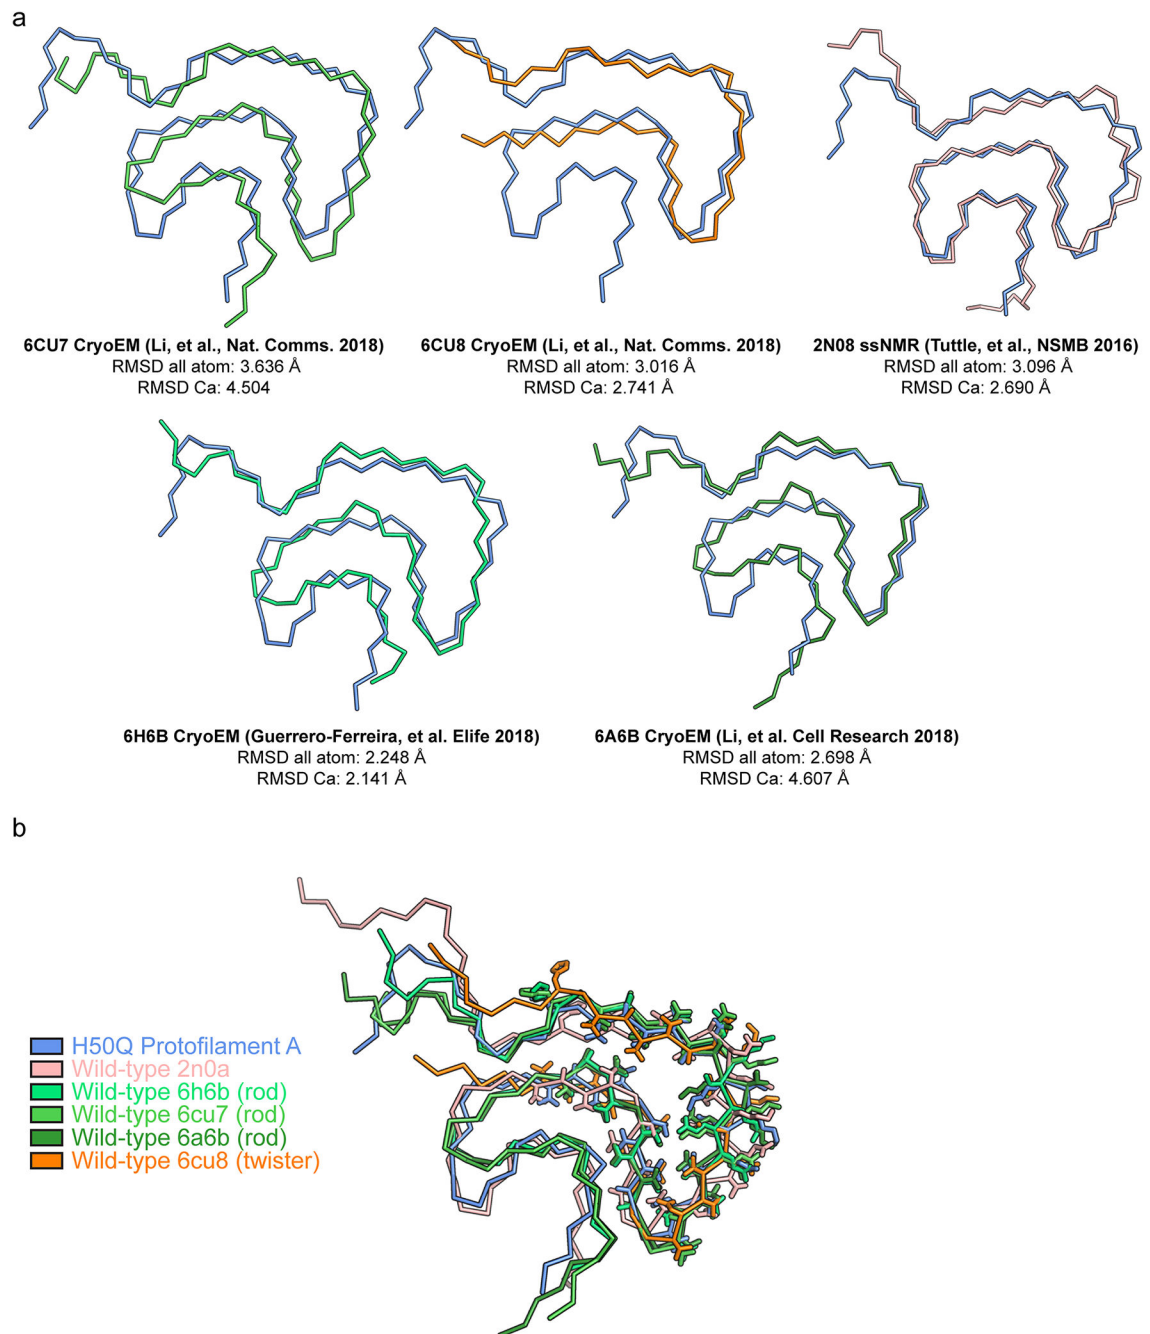 a
6CU7 CryoEM (Li, et al., Nat. Comms. 2018)
RMSD all atom: 3.636 Å
RMSD Ca: 4.504
6CU8 CryoEM (Li, et al., Nat. Comms. 2018)
RMSD all atom: 3.016 Å
RMSD Ca: 2.741 Å
2N08 ssNMR (Tuttle, et al., NSMB 2016)
RMSD all atom: 3.096 Å
RMSD Ca: 2.690 Å
6H6B CryoEM (Guerrero-Ferreira, et al. Elife 2018)
RMSD all atom: 2.248 Å
RMSD Ca: 2.141 Å
6A6B CryoEM (Li, et al. Cell Research 2018)
RMSD all atom: 2.698 Å
RMSD Ca: 4.607 Å
b
H50Q Protofilament A
Wild-type 2n0a
Wild-type 6h6b (rod)
Wild-type 6cu7 (rod)
Wild-type 6a6b (rod)
Wild-type 6cu8 (twister)